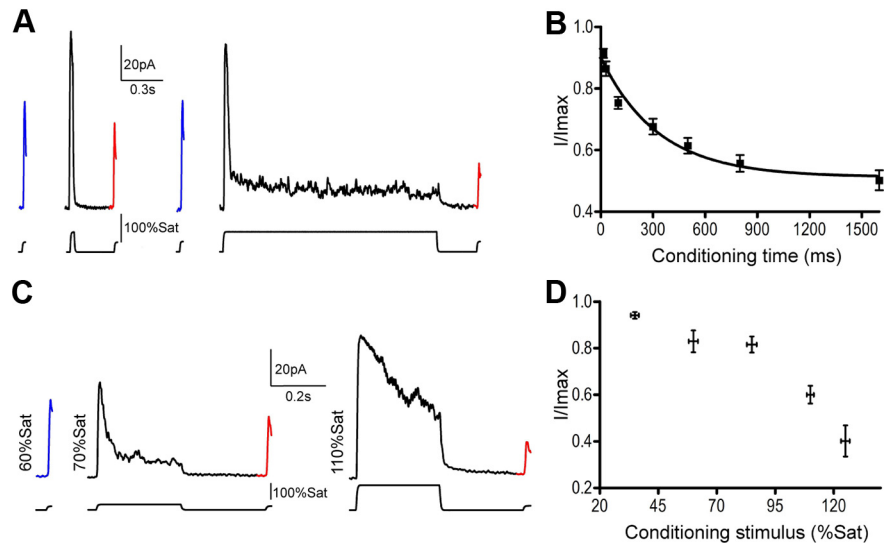 A
20pA
0.3s
100%Sat
B
I/Imax
1.0
0.8
0.6
0.4
0 300 600 900 1200 1500
Conditioning time (ms)
C
60%Sat
70%Sat
20pA
0.2s
100%Sat
110%Sat
D
I/Imax
1.0
0.8
0.6
0.4
0.2
20 45 70 95 120
Conditioning stimulus (%Sat)